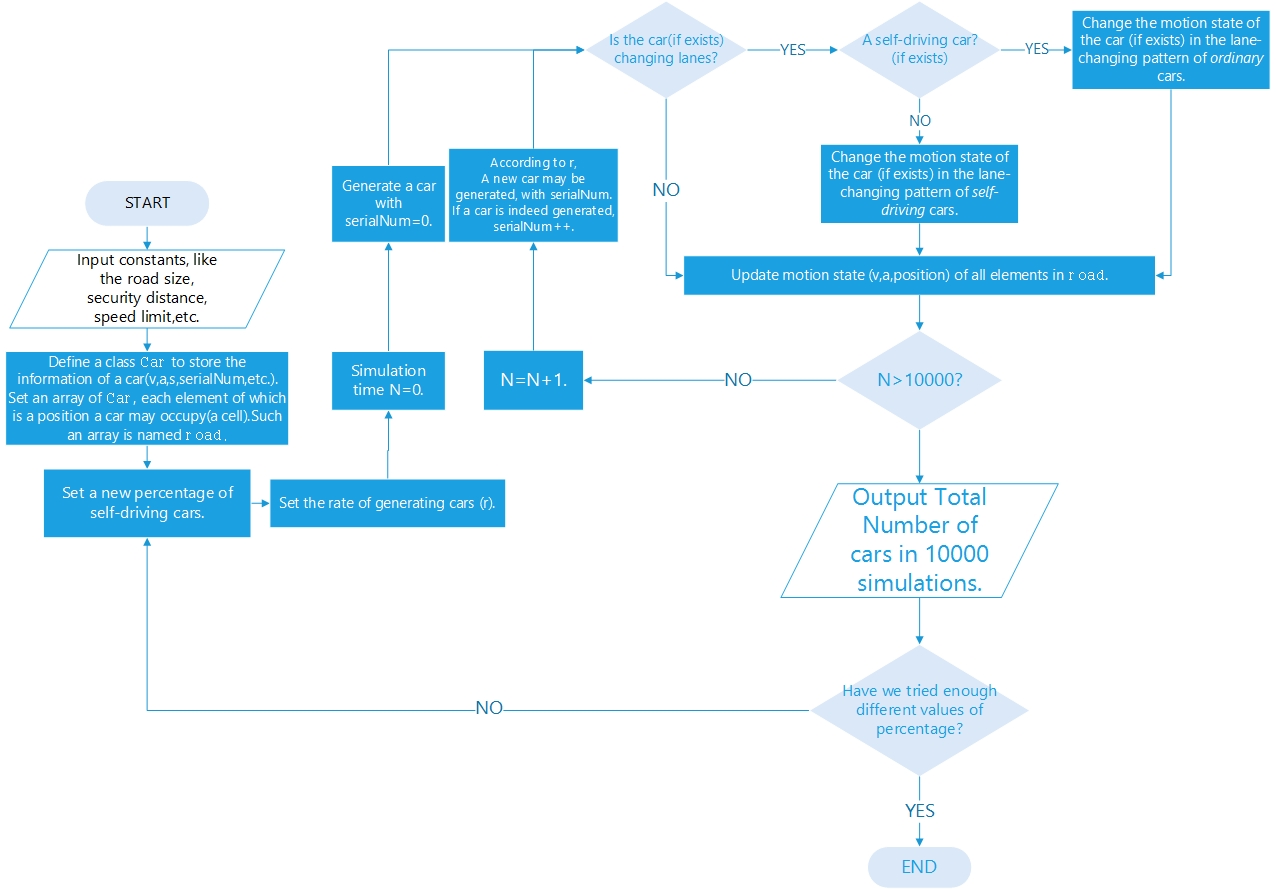 START
Input constants, like
the road size,
security distance,
speed limit,etc.
Define a class Car to store the
information of a car(v,a,s,serialNum,etc.).
Set an array of Car, each element of which
is a position a car may occupy(a cell).Such
an array is named road.
Set a new percentage of
self-driving cars.
Set the rate of generating cars (r).
Simulation
time N=0.
Generate a car
with
serialNum=0.
According to r,
A new car may be
generated, with serialNum.
If a car is indeed generated,
serialNum++.
N=N+1.
Is the car(if exists)
changing lanes?
YES
A self-driving car?
(if exists)
YES
Change the motion state of
the car (if exists) in the lane-
changing pattern of ordinary
cars.
NO
Change the motion state of
the car (if exists) in the lane-
changing pattern of self-
driving cars.
NO
Update motion state (v,a,position) of all elements in road.
N>10000?
NO
Output Total
Number of
cars in 10000
simulations.
Have we tried enough
different values of
percentage?
NO
YES
END